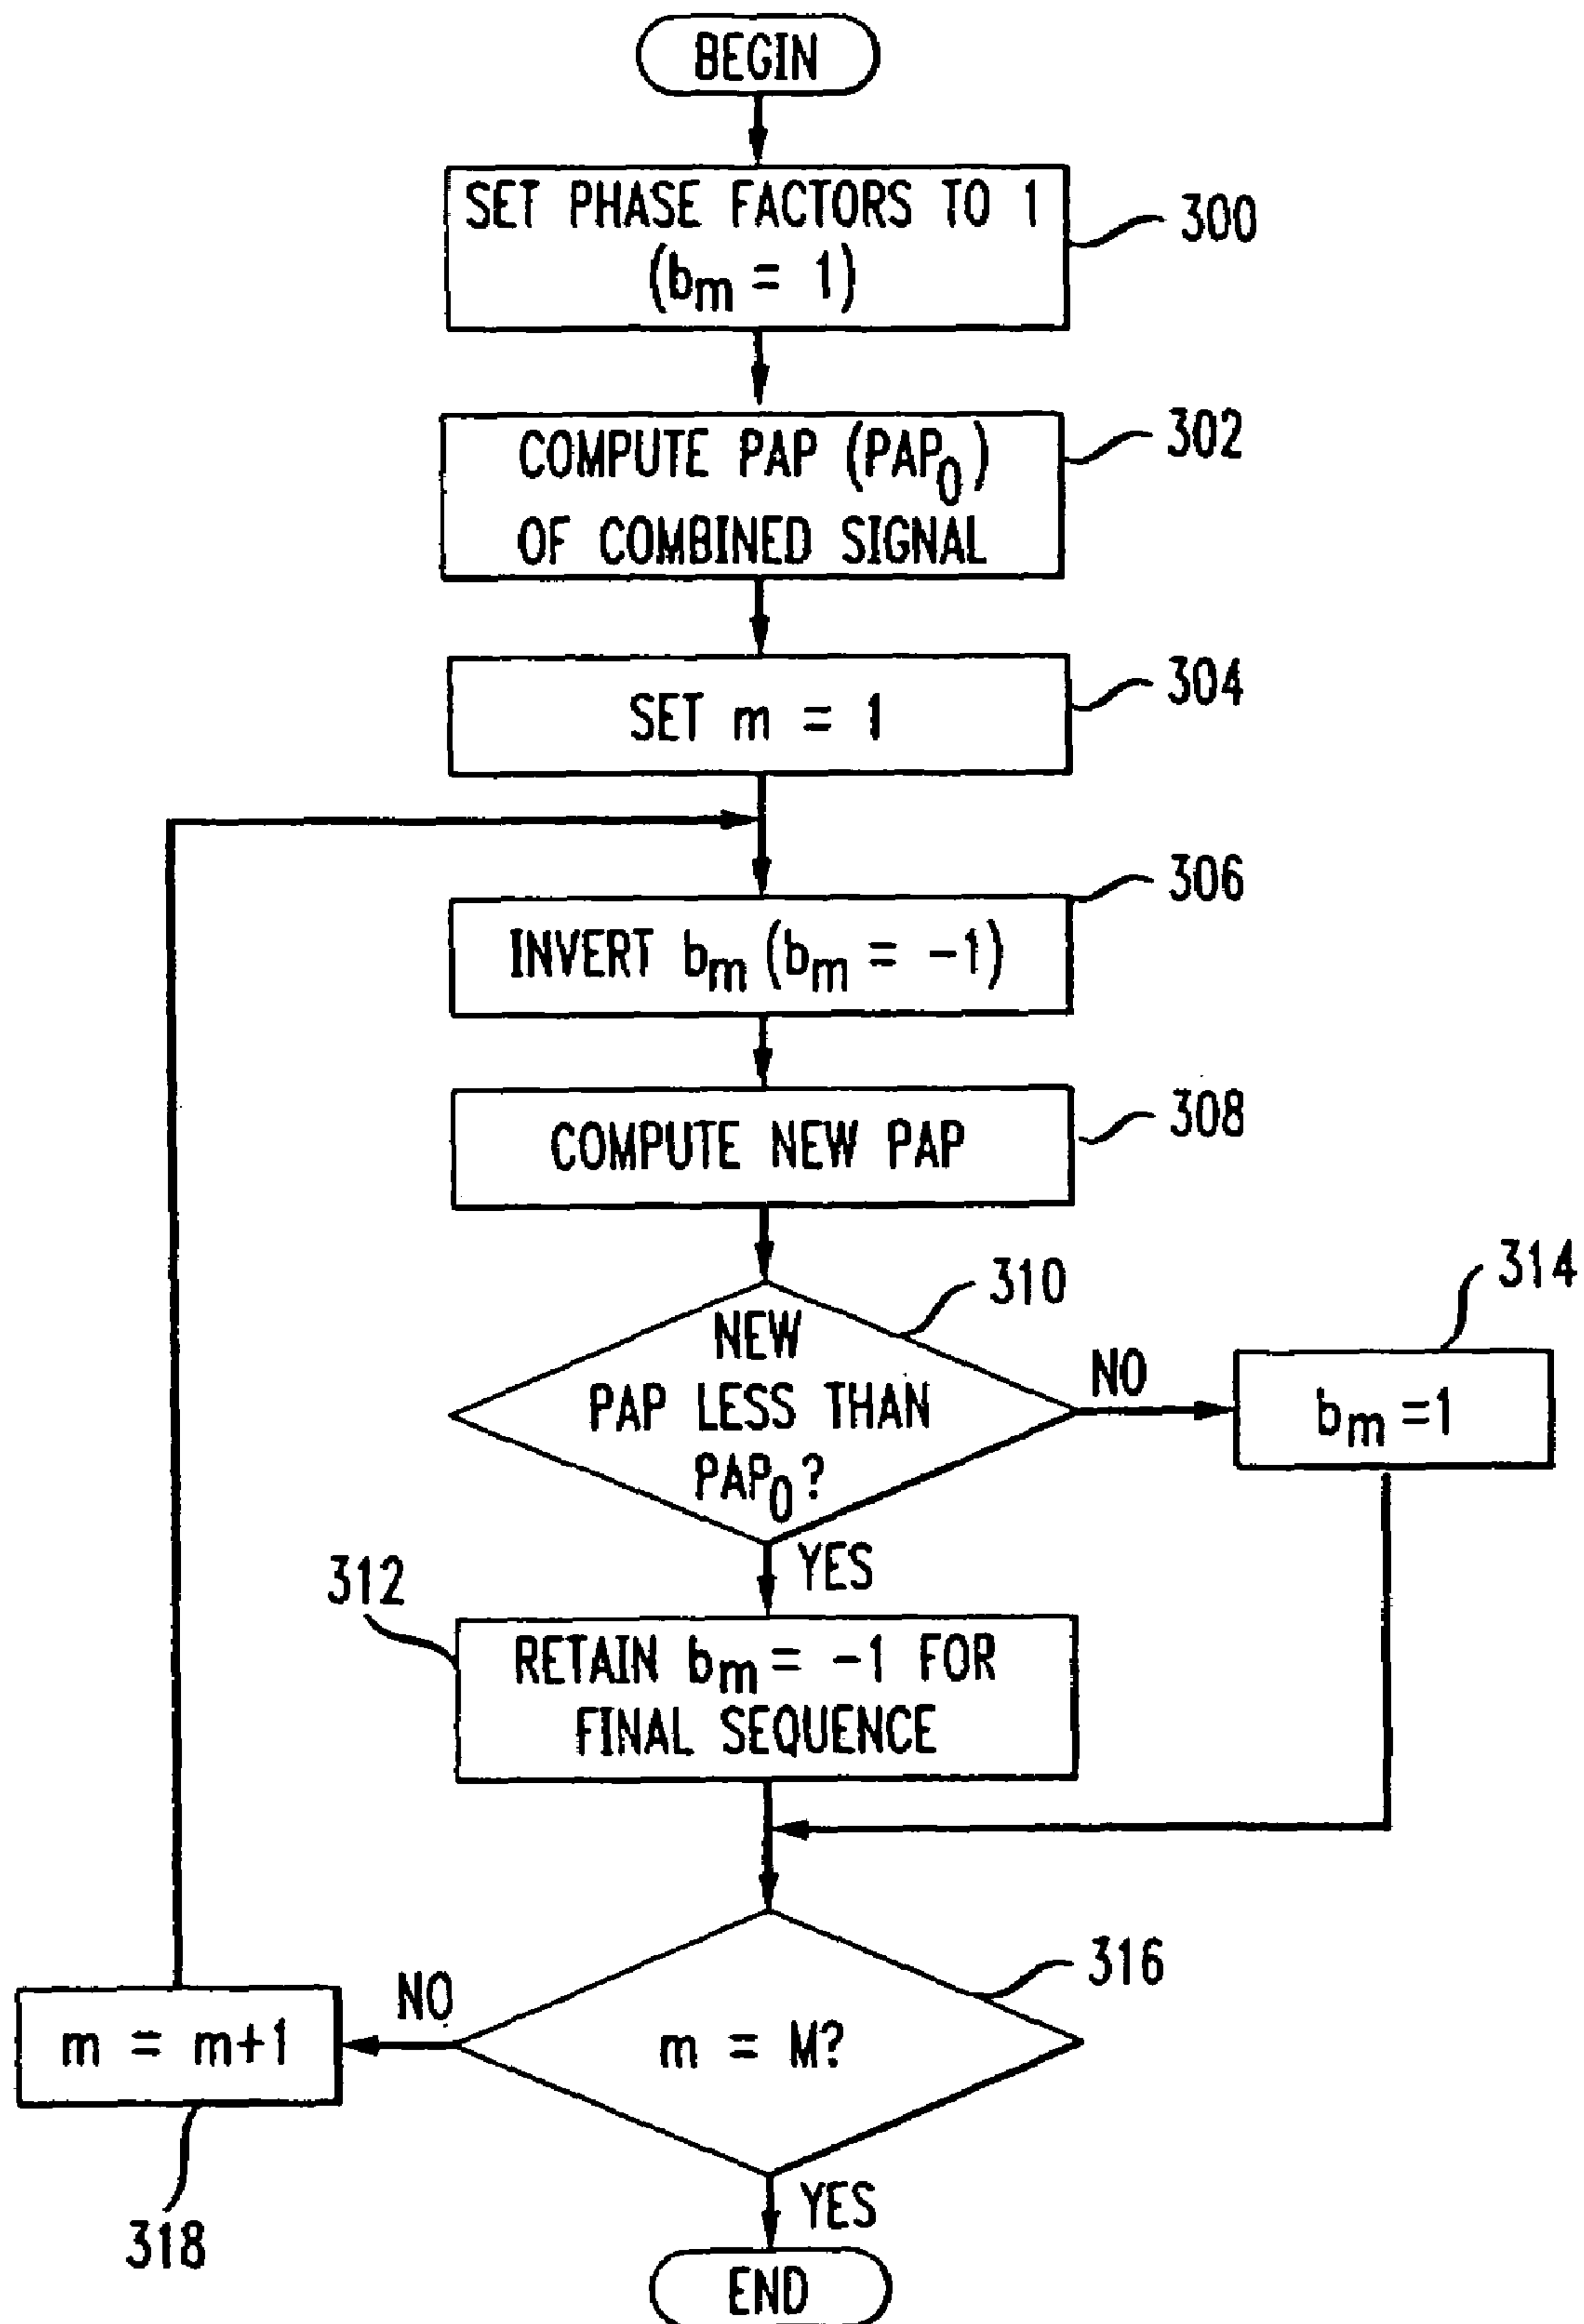 BEGIN
SET PHASE FACTORS TO 1
(bm = 1)
300
COMPUTE PAP (PAP0)
OF COMBINED SIGNAL
302
SET m = 1
304
INVERT bm (bm = -1)
306
COMPUTE NEW PAP
308
NEW
PAP LESS THAN
PAP0?
310
NO
bm =1
314
YES
RETAIN bm = -1 FOR
FINAL SEQUENCE
312
m = M?
316
NO
m = m+1
318
YES
END